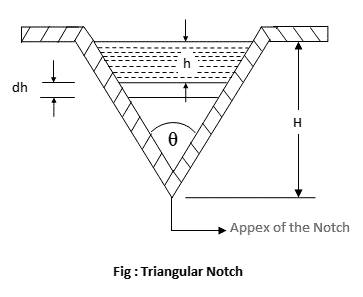 h
dh
H
θ
Appex of the Notch
Fig : Triangular Notch